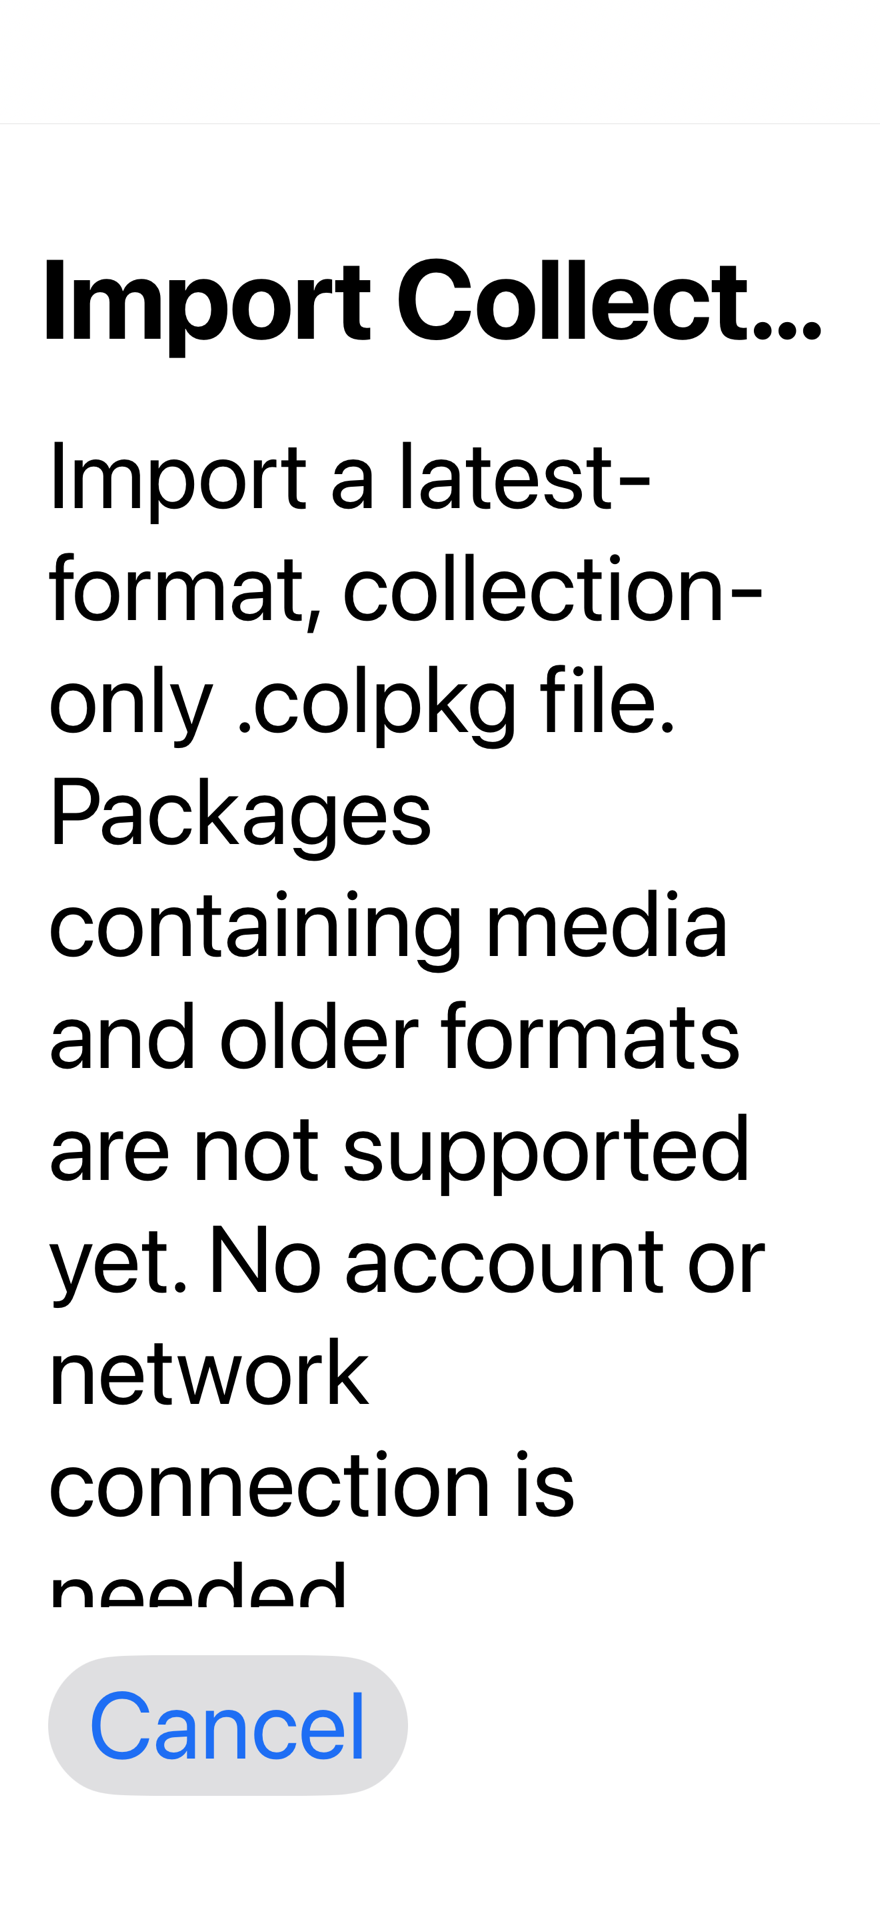 Import Collect...
Import a latest-
format, collection-
only .colpkg file.
Packages
containing media
and older formats
are not supported
yet. No account or
network
connection is
needed
Cancel